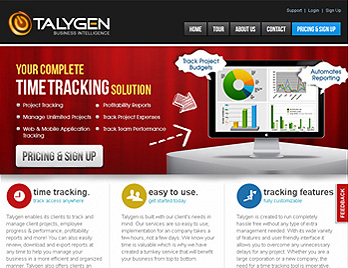 Support | Login | Sign Up
TALYGEN
BUSINESS INTELLIGENCE
HOME TOUR ABOUT US CONTACT PRICING & SIGN UP
YOUR COMPLETE
TIME TRACKING SOLUTION
Project Tracking
Profitability Reports
Manage Unlimited Projects
Track Project Expenses
Web & Mobile Application Tracking
Track Team Performance
PRICING & SIGN UP
Track Project Budgets
Automates Reporting
FEEDBACK
time tracking.
track access anywhere
Talygen enables its clients to track and
manage client projects, employee
progress & performance, profitability
reports and more! You can also easily
review, download and export reports at
any time to help you manage your
business in a more efficient and organized
manner. Talygen also offers clients an
easy to use.
get started today
Talygen is built with our client's needs in
mind. Our services are so easy to use,
implementation for an company takes a
few hours, not a few days. We know your
time is valuable which is why we have
created a turnkey service that will benefit
your business from top to bottom.
tracking features
fully customizable
Talygen is created to run completely
hassle free without any type of extra
management needed. With its wide variety
of features and user friendly interface it
allows you to overcome any unnecessary
delays for any project. Whether you are a
large, corporation or a small business, the
need for a time tracking tool is imperative